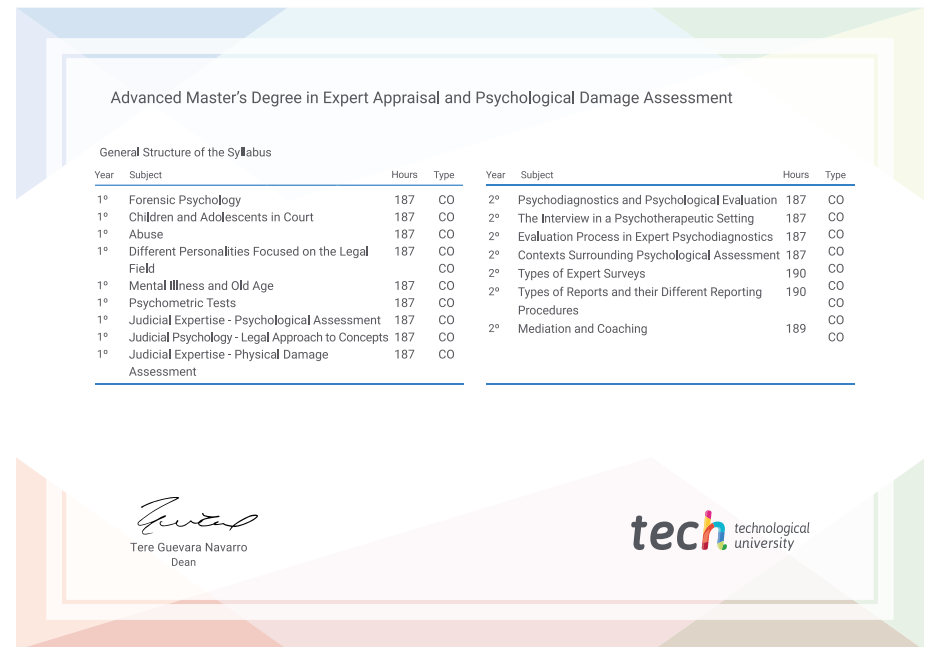 Advanced Master's Degree in Expert Appraisal and Psychological Damage Assessment
General Structure of the Syllabus
Year Subject Hours Type
1º Forensic Psychology 187 CO
1º Children and Adolescents in Court 187 CO
1º Abuse 187 CO
1º Different Personalities Focused on the Legal 187 CO
Field CO
1º Mental Illness and Old Age 187 CO
1º Psychometric Tests 187 CO
1º Judicial Expertise - Psychological Assessment 187 CO
1º Judicial Psychology - Legal Approach to Concepts 187 CO
1º Judicial Expertise - Physical Damage 187 CO
Assessment
Year Subject Hours Type
2º Psychodiagnostics and Psychological Evaluation 187 CO
2º The Interview in a Psychotherapeutic Setting 187 CO
2º Evaluation Process in Expert Psychodiagnostics 187 CO
2º Contexts Surrounding Psychological Assessment 187 CO
2º Types of Expert Surveys 190 CO
2º Types of Reports and their Different Reporting 190 CO
Procedures CO
2º Mediation and Coaching 189 CO
CO
Tere Guevara Navarro
Dean
tech technological
university